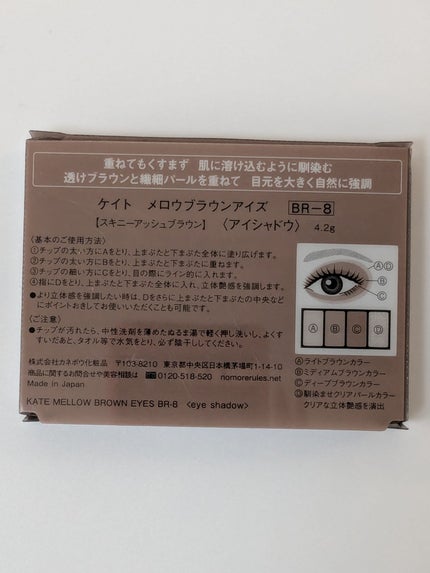 重ねてもくすまず 肌に溶け込むように馴染む
透けブラウンと繊細パールを重ねて 目元を大きく自然に強調
ケイト メロウブラウンアイズ BR-8
【スキニーアッシュブラウン】 〈アイシャドウ〉 4.2g
〈基本のご使用方法〉
①チップの太い方にAをとり、上まぶたと下まぶた全体に塗り広げます。
②チップの太い方にBをとり、上まぶたと下まぶたに重ねます。
③チップの細い方にCをとり、目の際にライン的に入れます。
④指にDをとり、上まぶたと下まぶた全体に入れ、立体艶感を強調します。
●より立体感を強調したい時は、Dをさらに上まぶたと下まぶたの中央など
にポイントおきしてお使いいただくことも可能です。
〈ご注意〉
●チップが汚れたら、中性洗剤を薄めたぬるま湯で軽く押し洗いし、よくす
すいだあと、タオル等で水気をとり、必ず陰干ししてください。
株式会社カネボウ化粧品 〒103-8210 東京都中央区日本橋茅場町1-14-10
商品に関するお問合せや美容相談は 0120-518-520 nomorerules.net
Made in Japan
KATE MELLOW BROWN EYES BR-8 <eye shadow>
ⒶⒹ
Ⓑ
Ⓒ
Ⓐ Ⓑ Ⓒ Ⓓ
Ⓐライトブラウンカラー
Ⓑミディアムブラウンカラー
Ⓒディープブラウンカラー
Ⓓ馴染ませクリアパールカラー
クリアな立体艶感を演出